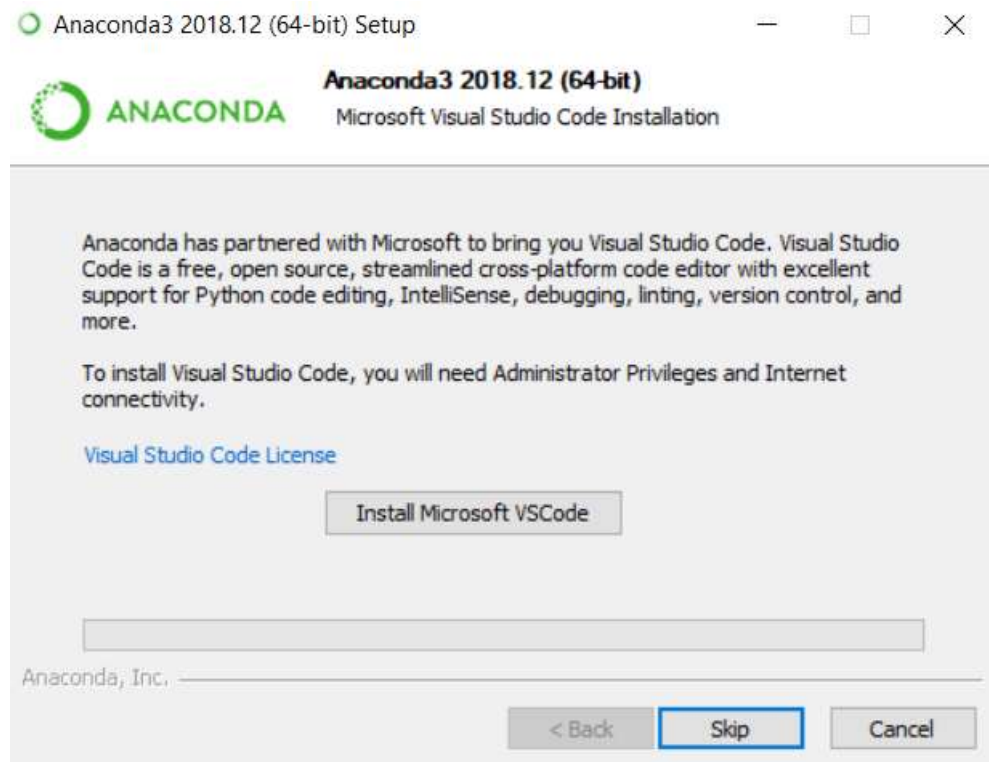 Anaconda3 2018.12 (64-bit) Setup
ANACONDA
Anaconda3 2018.12 (64-bit)
Microsoft Visual Studio Code Installation
Anaconda has partnered with Microsoft to bring you Visual Studio Code. Visual Studio
Code is a free, open source, streamlined cross-platform code editor with excellent
support for Python code editing, IntelliSense, debugging, linting, version control, and
more.
To install Visual Studio Code, you will need Administrator Privileges and Internet
connectivity.
Visual Studio Code License
Install Microsoft VSCode
Anaconda, Inc.
< Back
Skip
Cancel